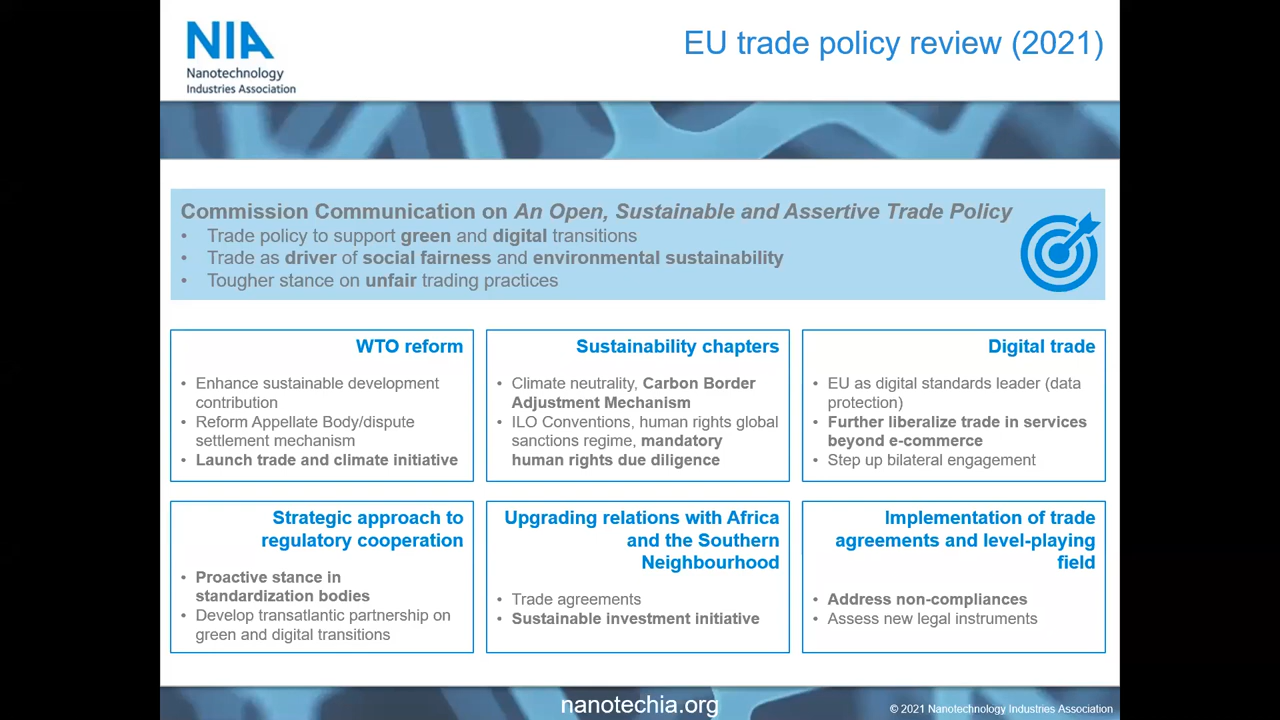 NIA
Nanotechnology
Industries Association
EU trade policy review (2021)
Commission Communication on An Open, Sustainable and Assertive Trade Policy
• Trade policy to support green and digital transitions
• Trade as driver of social fairness and environmental sustainability
• Tougher stance on unfair trading practices
WTO reform
• Enhance sustainable development
contribution
• Reform Appellate Body/dispute
settlement mechanism
• Launch trade and climate initiative
Sustainability chapters
• Climate neutrality, Carbon Border
Adjustment Mechanism
• ILO Conventions, human rights global
sanctions regime, mandatory
human rights due diligence
Digital trade
• EU as digital standards leader (data
protection)
• Further liberalize trade in services
beyond e-commerce
• Step up bilateral engagement
Strategic approach to
regulatory cooperation
• Proactive stance in
standardization bodies
• Develop transatlantic partnership on
green and digital transitions
Upgrading relations with Africa
and the Southern
Neighbourhood
• Trade agreements
• Sustainable investment initiative
Implementation of trade
agreements and level-playing
field
• Address non-compliances
• Assess new legal instruments
nanotechia.org
© 2021 Nanotechnology Industries Association